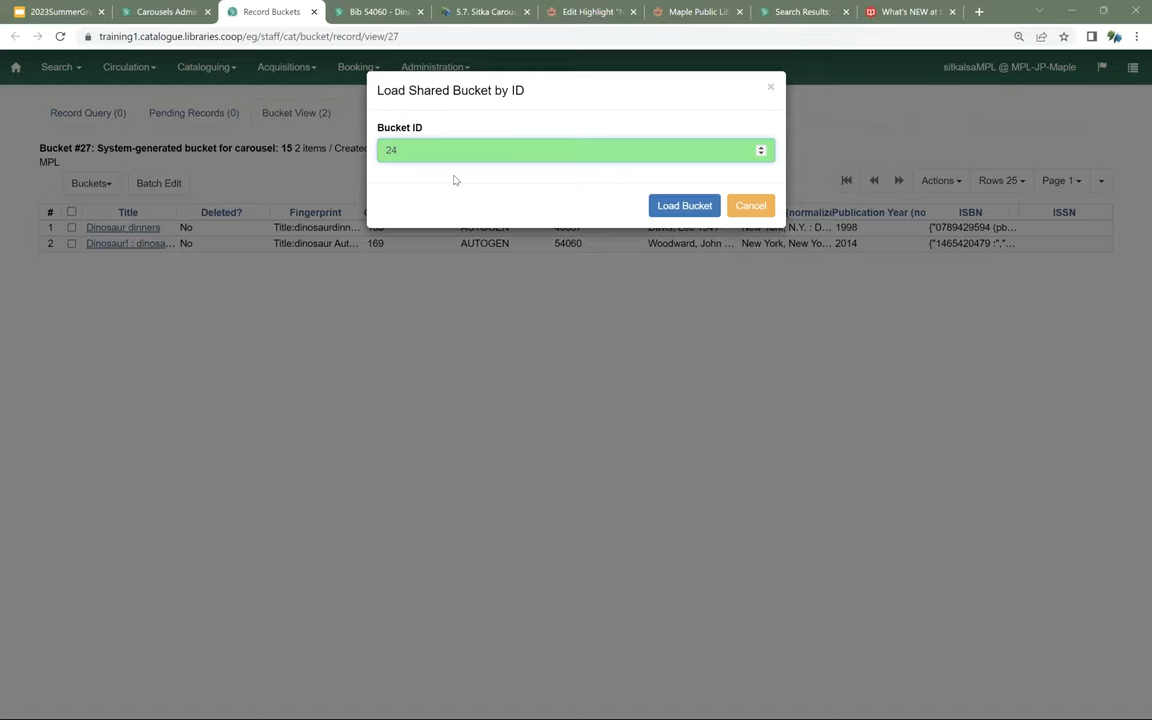 2023SummerGr
Carousels Admi
Record Buckets
Bib 54060 - Din
5.7. Sitka Carous
Edit Highlight "
Maple Public Li
Search Results:
What's NEW at
training1.catalogue.libraries.coop/eg/staff/cat/bucket/record/view/27
Search
Circulation
Cataloguing
Acquisitions
Booking
Administration
sitkalsaMPL @ MPL-JP-Maple
Load Shared Bucket by ID
×
Bucket ID
24
Load Bucket
Cancel
Record Query (0)
Pending Records (0)
Bucket View (2)
Bucket #27: System-generated bucket for carousel: 15 2 items / Create
MPL
Buckets
Batch Edit
Actions
Rows 25
Page 1
# Title Deleted? Fingerprint Publication Year (no ISBN ISSN
1 Dinosaur dinners No Title:dinosaurdinn... AUTOGEN New York, N.Y. : D... 1998 {"0789429594 (pb...
2 Dinosaur! : dinosa... No Title:dinosaur Aut... 169 AUTOGEN 54060 Woodward, John ... New York, New Yo... 2014 {"1465420479 :","...